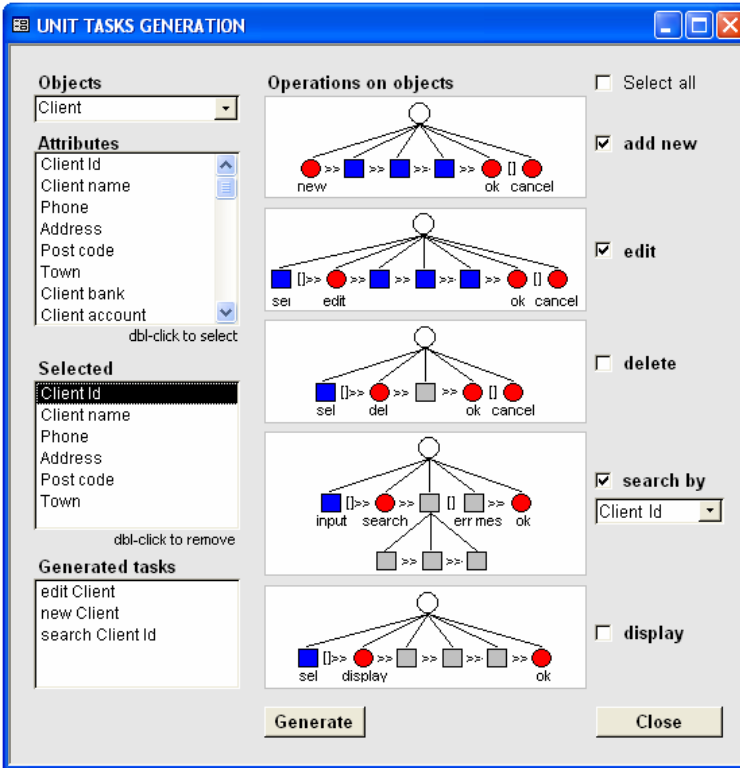 UNIT TASKS GENERATION
Objects
Client
Attributes
Client Id
Client name
Phone
Address
Post code
Town
Client bank
Client account
dbl-click to select
Selected
Client Id
Client name
Phone
Address
Post code
Town
dbl-click to remove
Generated tasks
edit Client
new Client
search Client Id
Operations on objects
>> >> >> >> []
new ok cancel
[]>> >> >> >> >> []
sel edit ok cancel
[]>> >> >> []
sel del ok cancel
[]>> >> [] >>
input search err mes ok
>> >>
[]>> >> >> >> >>
sel display ok
Generate
Select all
add new
edit
delete
search by
Client Id
display
Close